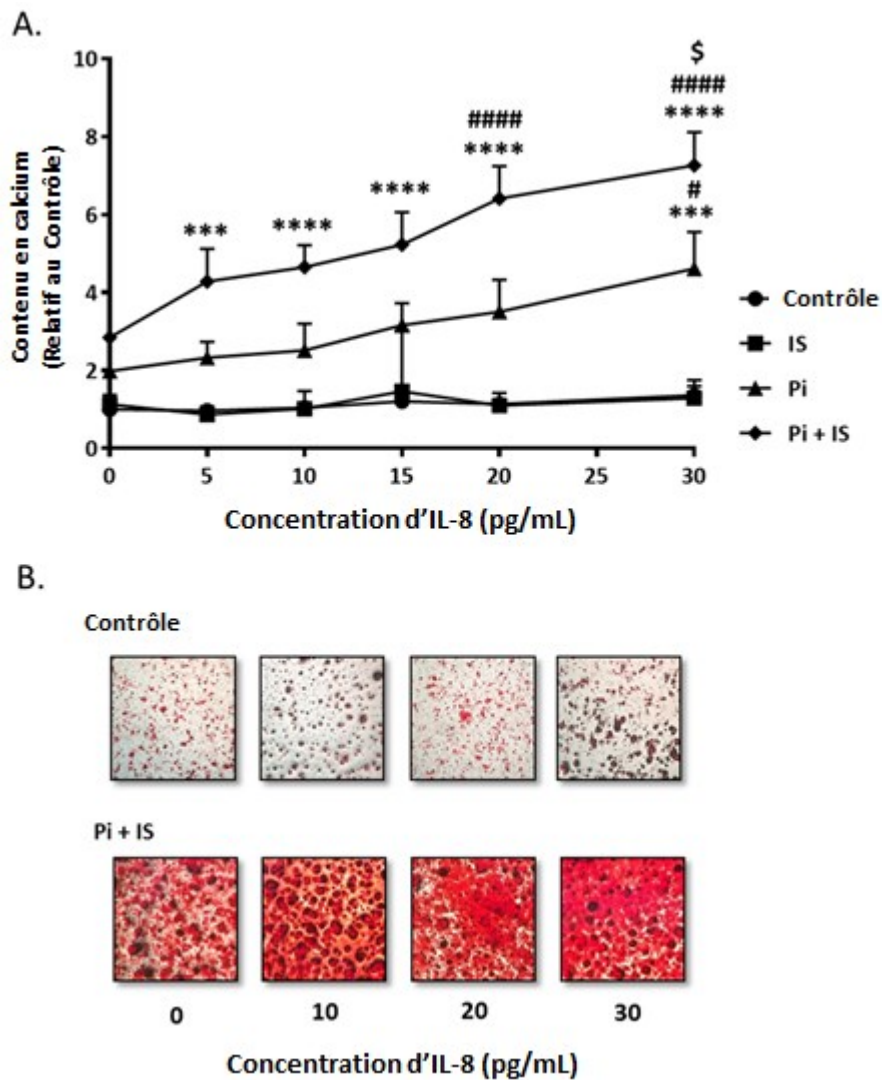 A.
Contenu en calcium
(Relatif au Contrôle)
10
8
6
4
2
0
0 5 10 15 20 25 30
*** **** **** #### **** $ #### **** # ***
Concentration d'IL-8 (pg/mL)
Contrôle
IS
Pi
Pi + IS
B.
Contrôle
Pi + IS
0 10 20 30
Concentration d'IL-8 (pg/mL)